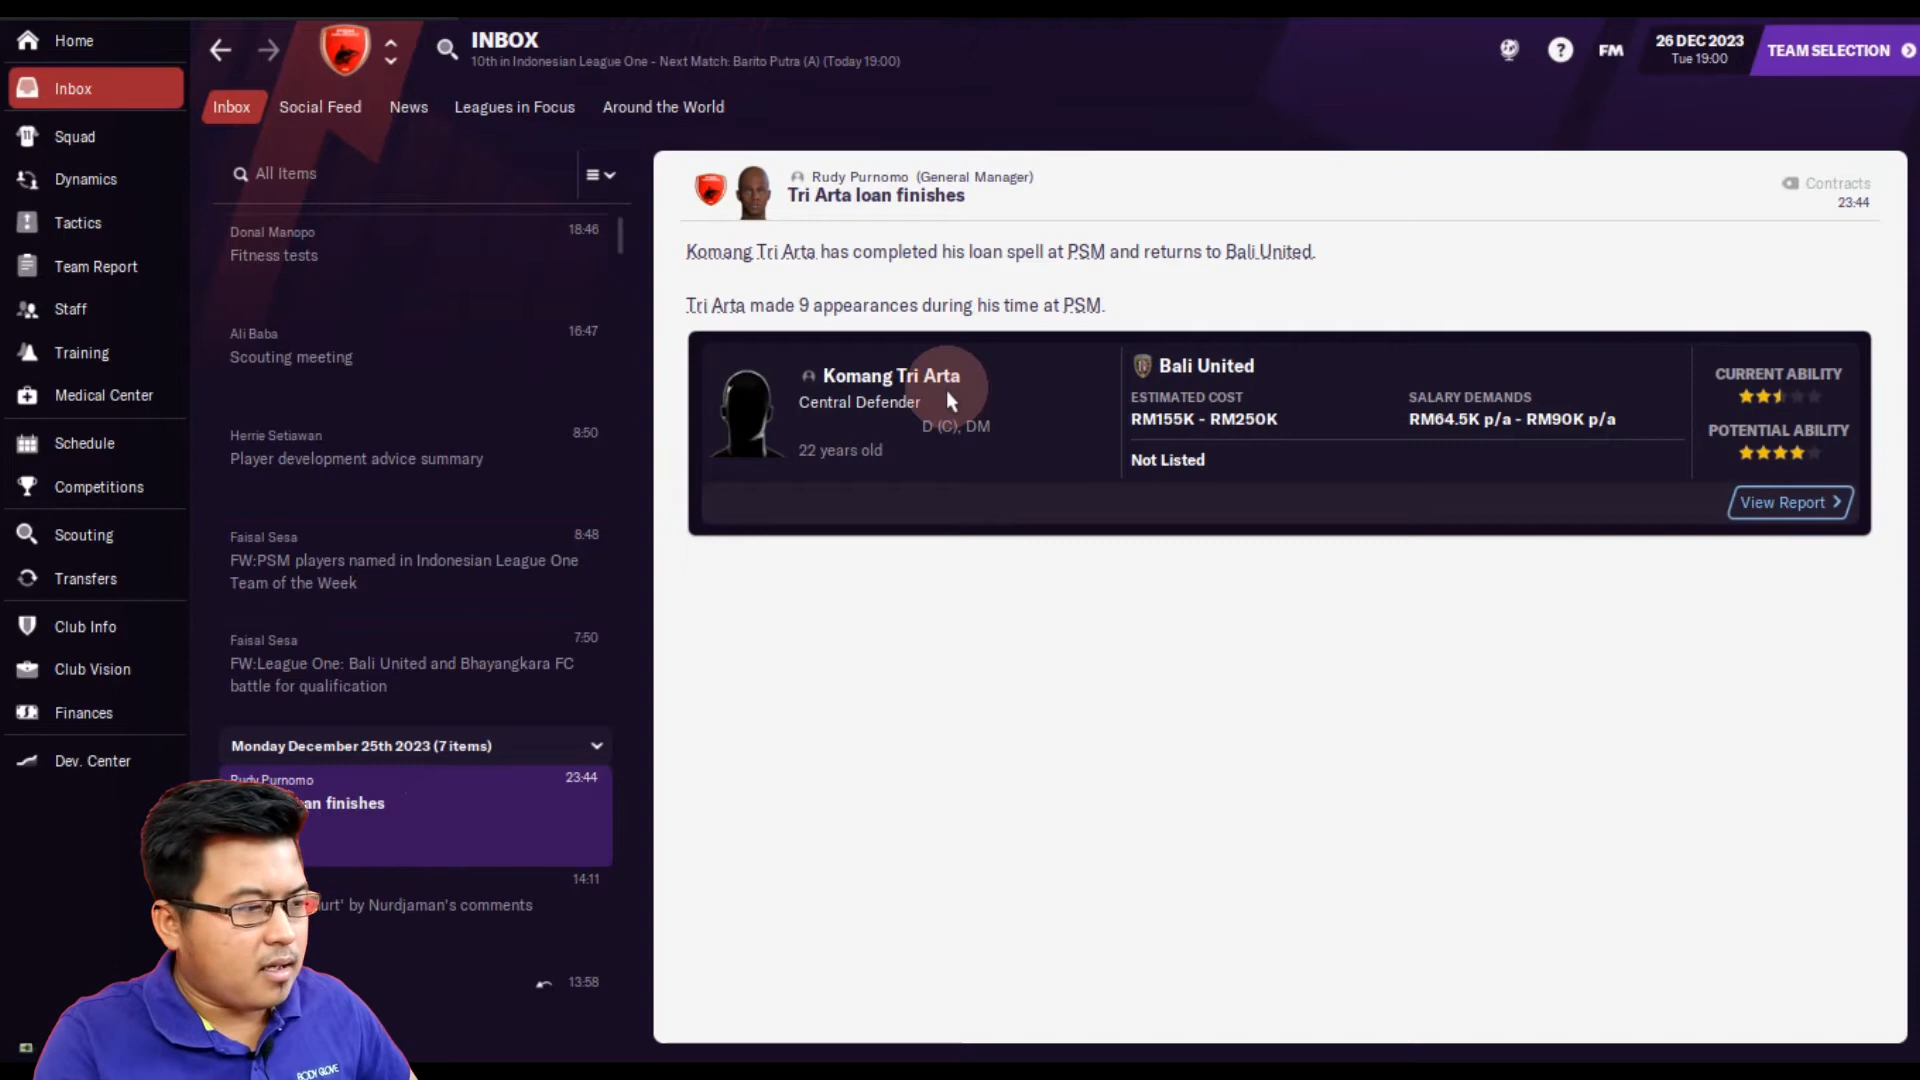 Home
Inbox
Squad
Dynamics
Tactics
Team Report
Staff
Training
Medical Center
Schedule
Competitions
Scouting
Transfers
Club Info
Club Vision
Finances
Dev. Center
INBOX
10th in Indonesian League One - Next Match: Barito Putra (A) (Today 19:00)
?
FM
26 DEC 2023
Tue 19:00
TEAM SELECTION
Inbox
Social Feed
News
Leagues in Focus
Around the World
All Items
Donal Manopo
18:46
Fitness tests
Ali Baba
16:47
Scouting meeting
Herrie Setiawan
8:50
Player development advice summary
Faisal Sesa
8:48
FW:PSM players named in Indonesian League One
Team of the Week
Faisal Sesa
7:50
FW:League One: Bali United and Bhayangkara FC
battle for qualification
Monday December 25th 2023 (7 items)
Rudy Purnomo
23:44
loan finishes
14:11
urt' by Nurdjaman's comments
13:58
Rudy Purnomo (General Manager)
Tri Arta loan finishes
Contracts
23:44
Komang Tri Arta has completed his loan spell at PSM and returns to Bali United.
Tri Arta made 9 appearances during his time at PSM.
Komang Tri Arta
Central Defender
D (C), DM
22 years old
Bali United
ESTIMATED COST
RM155K - RM250K
SALARY DEMANDS
RM64.5K p/a - RM90K p/a
Not Listed
CURRENT ABILITY
POTENTIAL ABILITY
View Report
BODY GLOVE